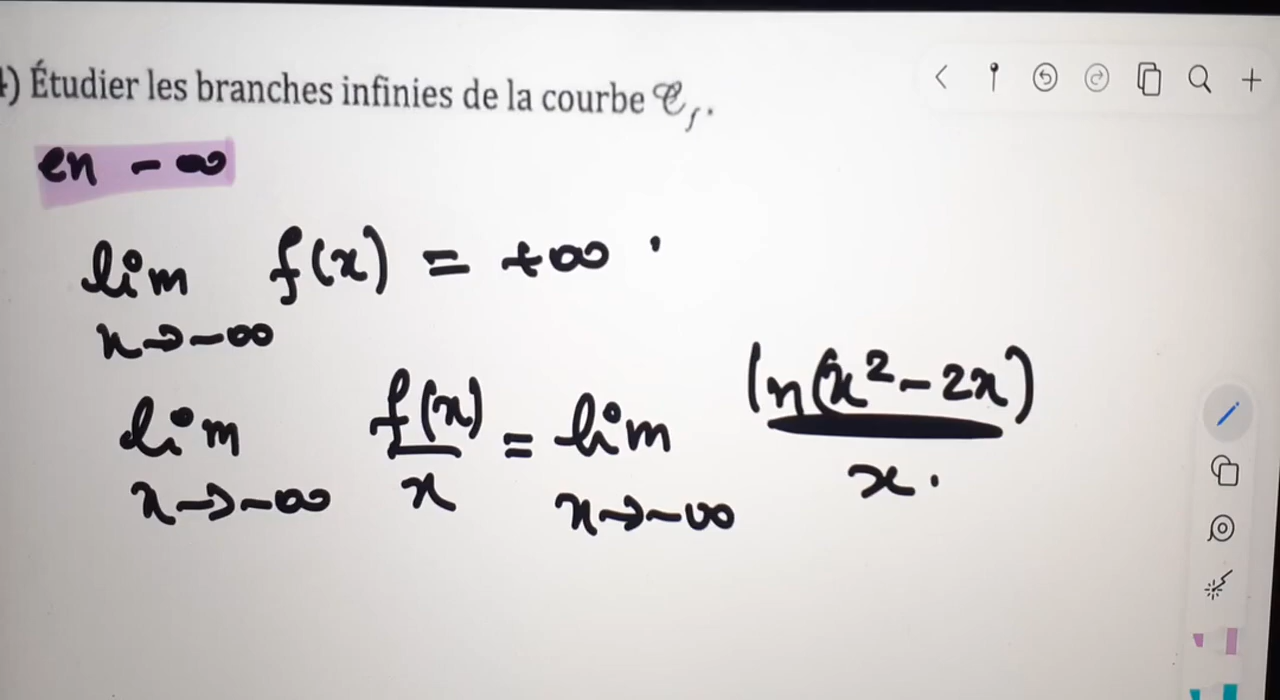 4) Étudier les branches infinies de la courbe 𝒞f.
en -∞
lim f(x) = +∞ .
x→-∞
lim f(x)/x = lim ln(x²-2x)/x.
x→-∞ x→-∞